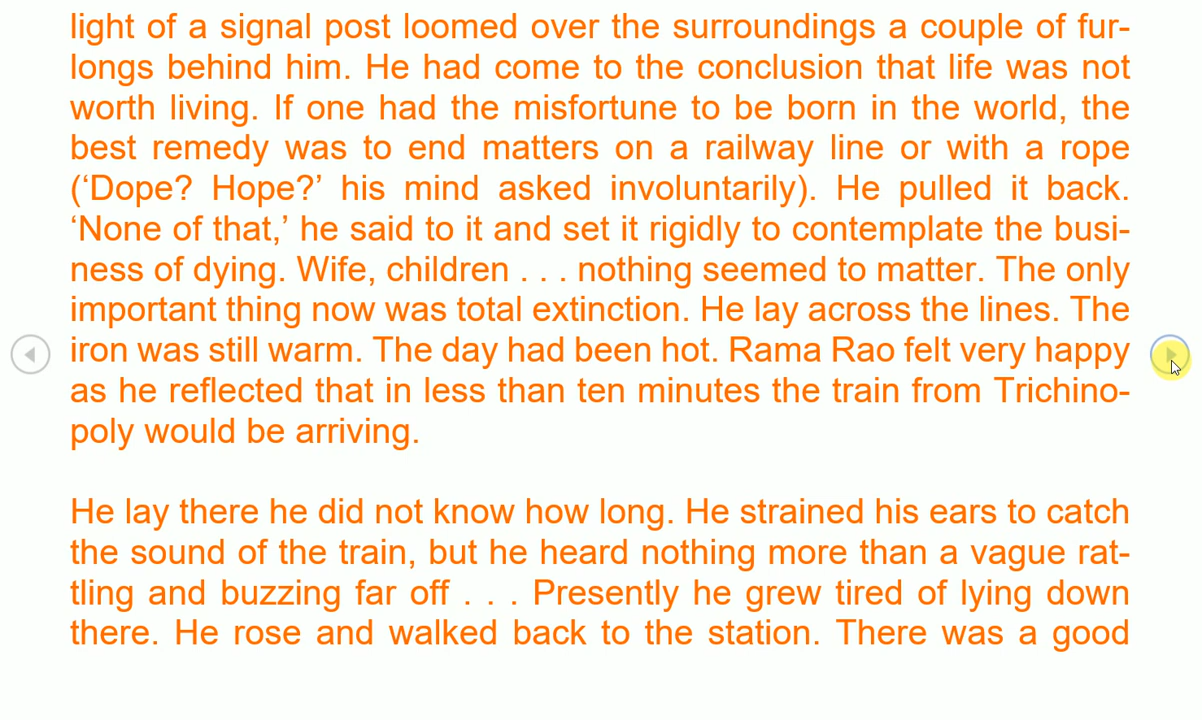 light of a signal post loomed over the surroundings a couple of fur-
longs behind him. He had come to the conclusion that life was not
worth living. If one had the misfortune to be born in the world, the
best remedy was to end matters on a railway line or with a rope
(‘Dope? Hope?’ his mind asked involuntarily). He pulled it back.
‘None of that,’ he said to it and set it rigidly to contemplate the busi-
ness of dying. Wife, children . . . nothing seemed to matter. The only
important thing now was total extinction. He lay across the lines. The
iron was still warm. The day had been hot. Rama Rao felt very happy
as he reflected that in less than ten minutes the train from Trichino-
poly would be arriving.
He lay there he did not know how long. He strained his ears to catch
the sound of the train, but he heard nothing more than a vague rat-
tling and buzzing far off . . . Presently he grew tired of lying down
there. He rose and walked back to the station. There was a good